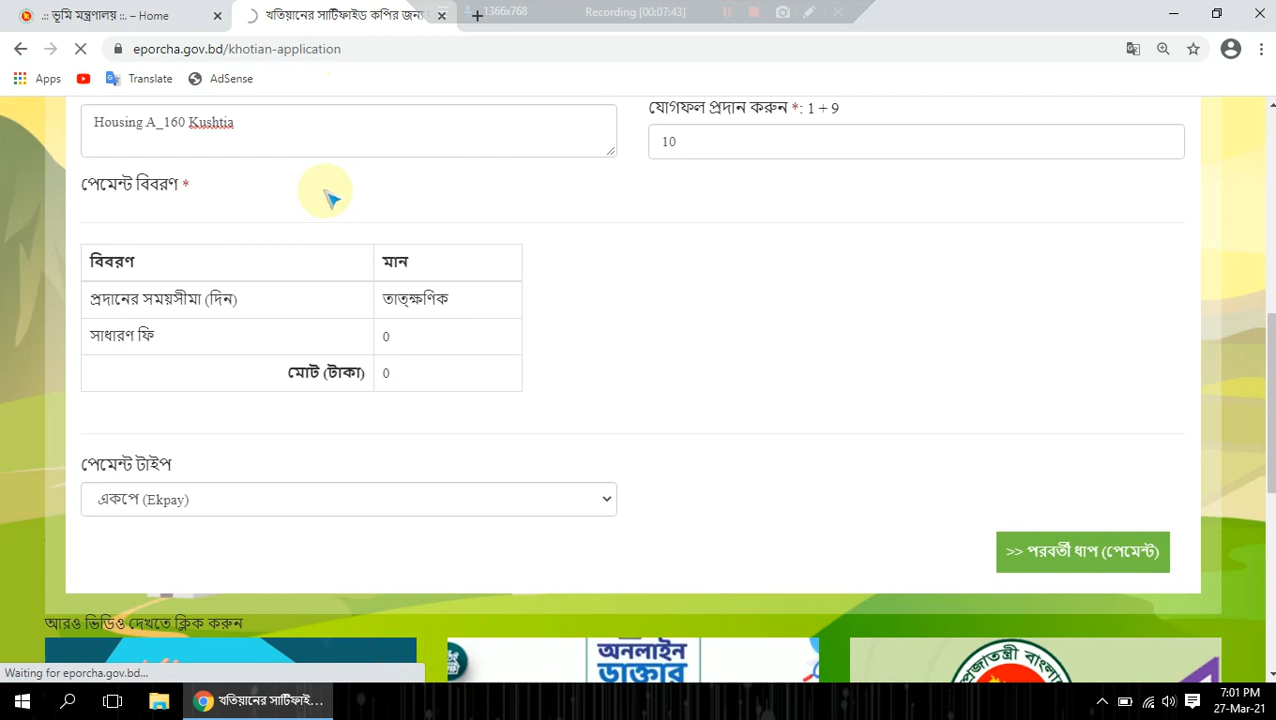 ভূমি মন্ত্রণালয় .:: Home
খতিয়ানের সার্টিফাইড কপির জন্য
1366x768
Recording [00:07:43]
eporcha.gov.bd/khotian-application
Apps
Translate
AdSense
Housing A_160 Kushtia
যোগফল প্রদান করুন *: 1 + 9
10
পেমেন্ট বিবরণ *
বিবরণ
মান
প্রদানের সময়সীমা (দিন)
তাত্ক্ষণিক
সাধারণ ফি
0
মোট (টাকা)
0
পেমেন্ট টাইপ
একপে (Ekpay)
>> পরবর্তী ধাপ (পেমেন্ট)
আরও ভিডিও দেখতে ক্লিক করুন
অনলাইন
ডাক্তার
প্রজাতন্ত্রী বাংলা
Waiting for eporcha.gov.bd...
খতিয়ানের সার্টিফাই...
7:01 PM
27-Mar-21